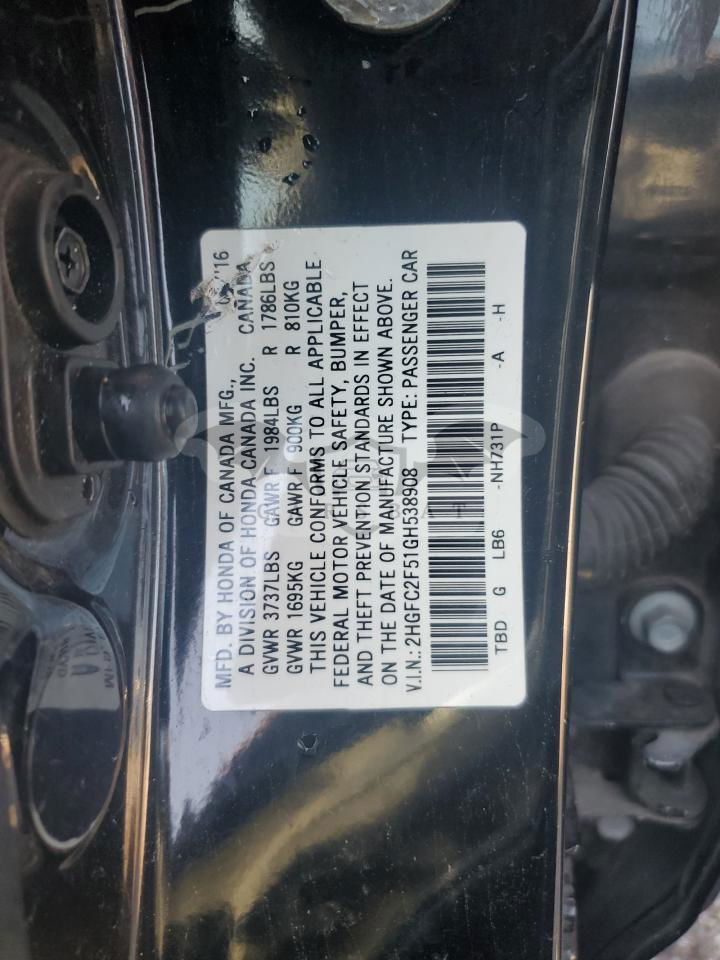 MFD. BY HONDA OF CANADA MFG., /'16
A DIVISION OF HONDA CANADA INC. CANADA
GVWR 3737LBS GAWR F 1984LBS R 1786LBS
GVWR 1695KG GAWR F 900KG R 810KG
THIS VEHICLE CONFORMS TO ALL APPLICABLE
FEDERAL MOTOR VEHICLE SAFETY, BUMPER,
AND THEFT PREVENTION STANDARDS IN EFFECT
ON THE DATE OF MANUFACTURE SHOWN ABOVE.
V.I.N.: 2HGFC2F51GH538908 TYPE: PASSENGER CAR
TBD G LB6 -NH731P -A -H